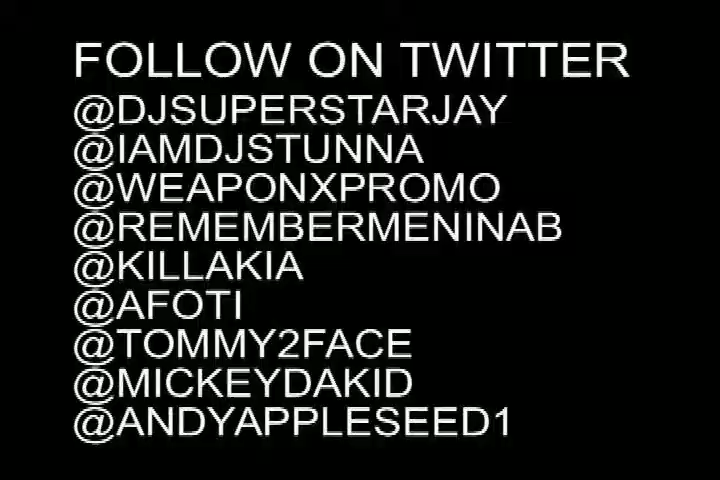 FOLLOW ON TWITTER
@DJSUPERSTARJAY
@IAMDJSTUNNA
@WEAPONXPROMO
@REMEMBERMENINAB
@KILLAKIA
@AFOTI
@TOMMY2FACE
@MICKEYDAKID
@ANDYAPPLESEED1